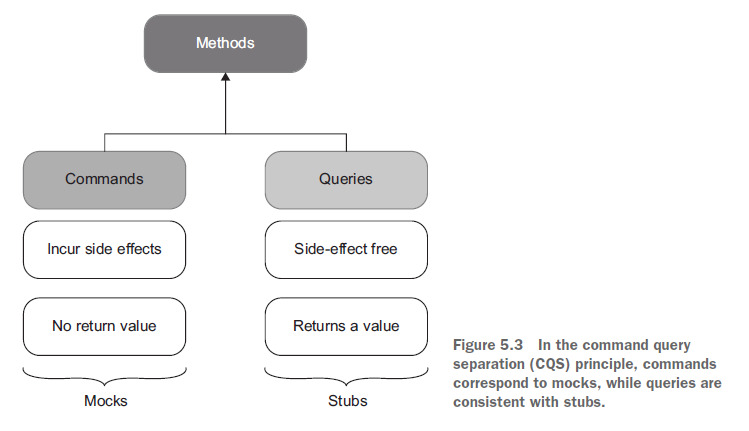 Methods
Commands
Queries
Incur side effects
Side-effect free
No return value
Returns a value
Mocks
Stubs
Figure 5.3 In the command query
separation (CQS) principle, commands
correspond to mocks, while queries are
consistent with stubs.